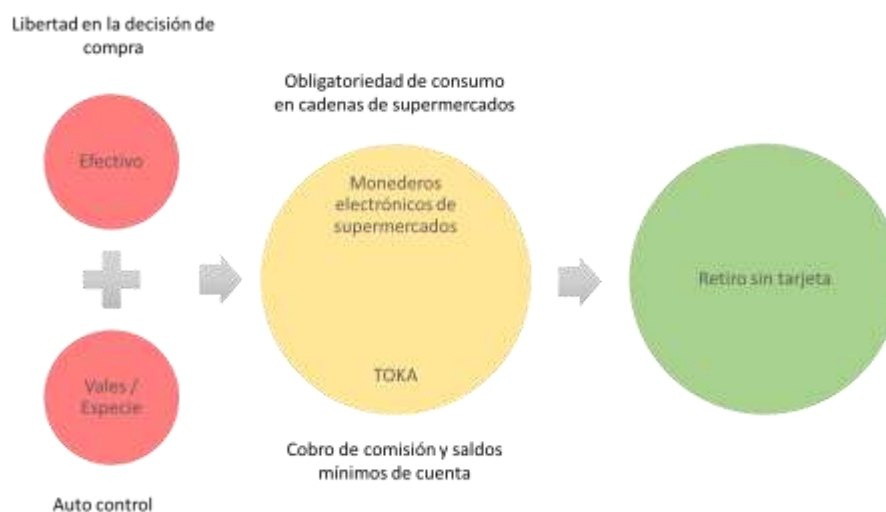 Libertad en la decisión de
compra
Efectivo
Vales /
Especie
Auto control
Obligatoriedad de consumo
en cadenas de supermercados
Monederos
electrónicos de
supermercados
TOKA
Cobro de comisión y saldos
mínimos de cuenta
Retiro sin tarjeta